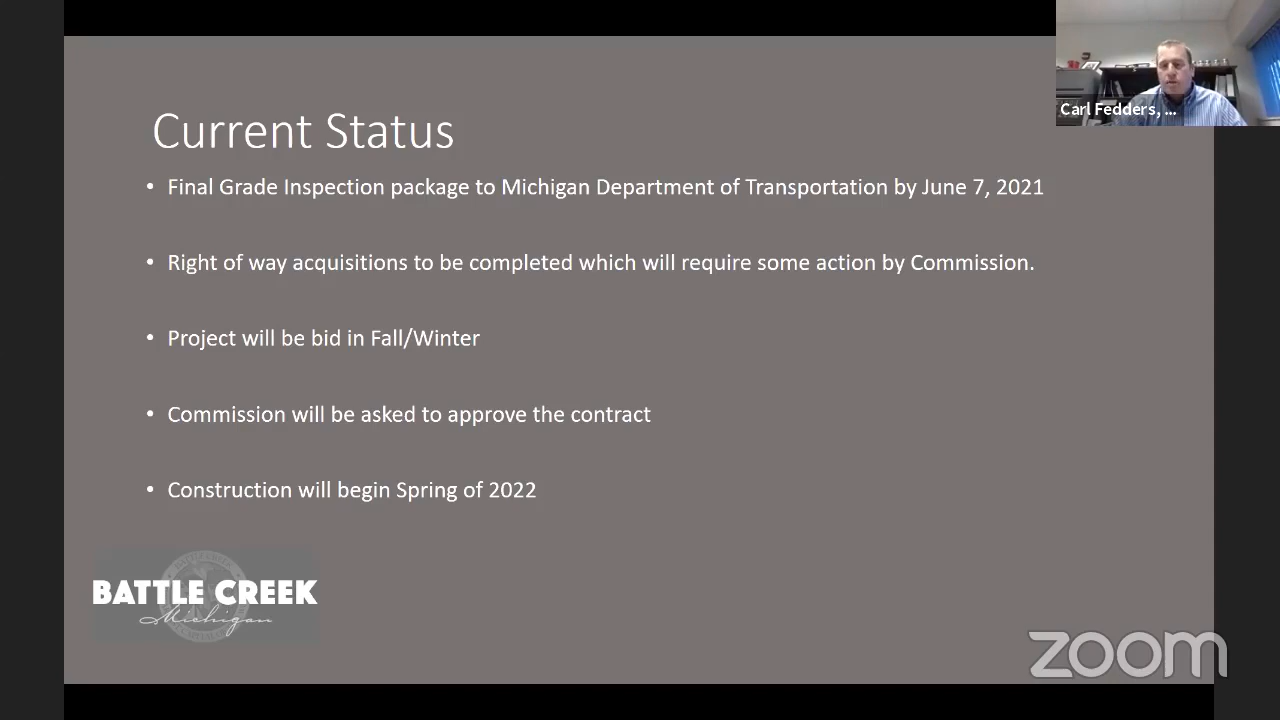 Carl Fedders, ...
Current Status
• Final Grade Inspection package to Michigan Department of Transportation by June 7, 2021
• Right of way acquisitions to be completed which will require some action by Commission.
• Project will be bid in Fall/Winter
• Commission will be asked to approve the contract
• Construction will begin Spring of 2022
BATTLE CREEK
Michigan
zoom